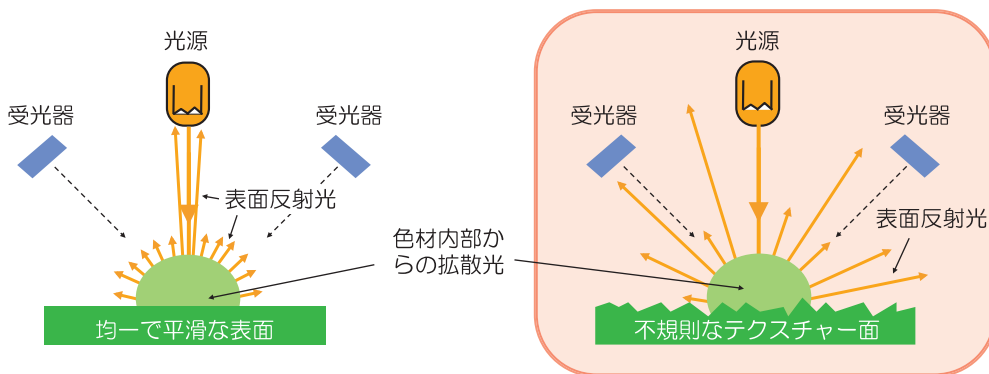 光源
受光器
受光器
表面反射光
均一で平滑な表面
色材内部か
らの拡散光
光源
受光器
受光器
表面反射光
不規則なテクスチャー面